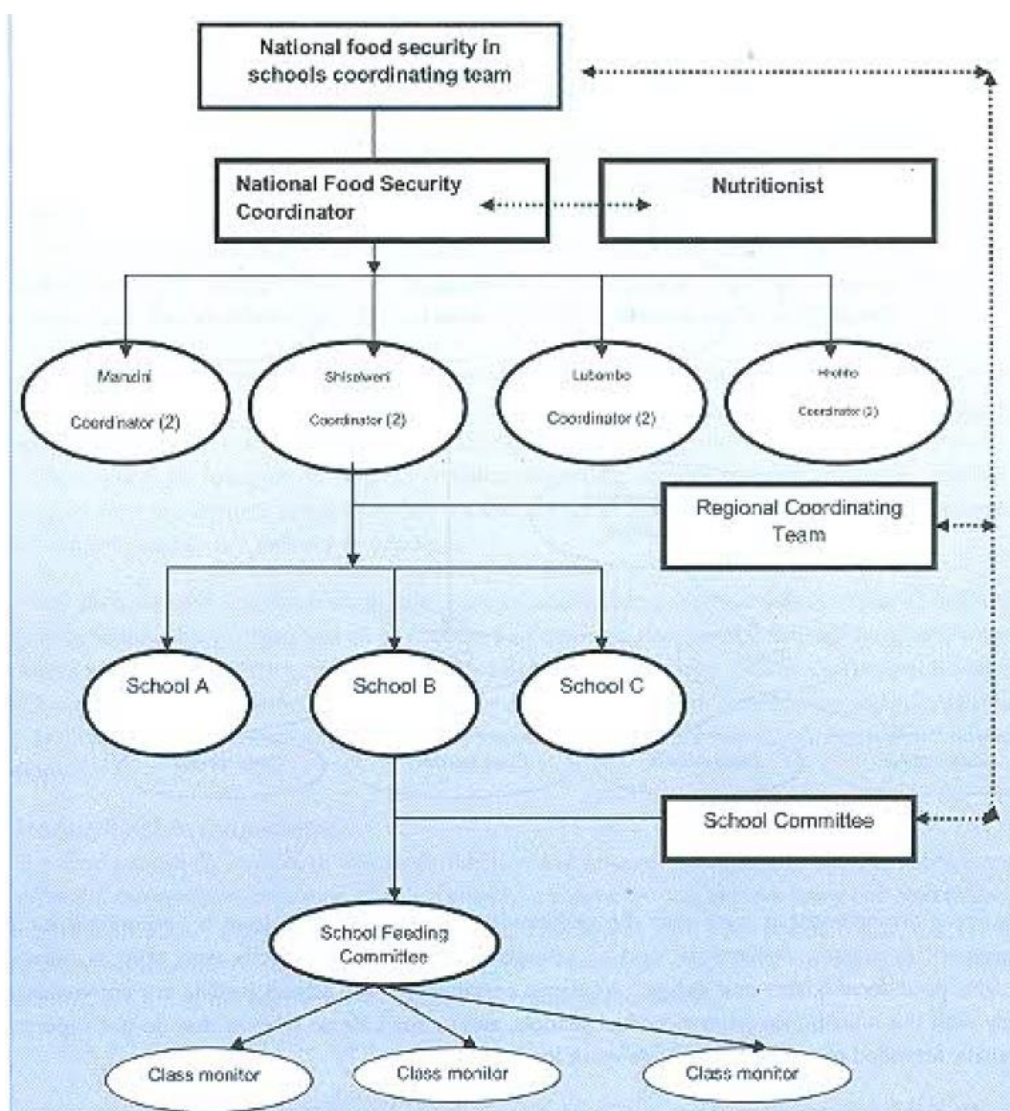 National food security in
schools coordinating team
National Food Security
Coordinator
Nutritionist
Manzini
Coordinator (2)
Shiselweni
Coordinator (2)
Lubombo
Coordinator (2)
Hhohho
Coordinator (2)
Regional Coordinating
Team
School A
School B
School C
School Committee
School Feeding
Committee
Class monitor
Class monitor
Class monitor